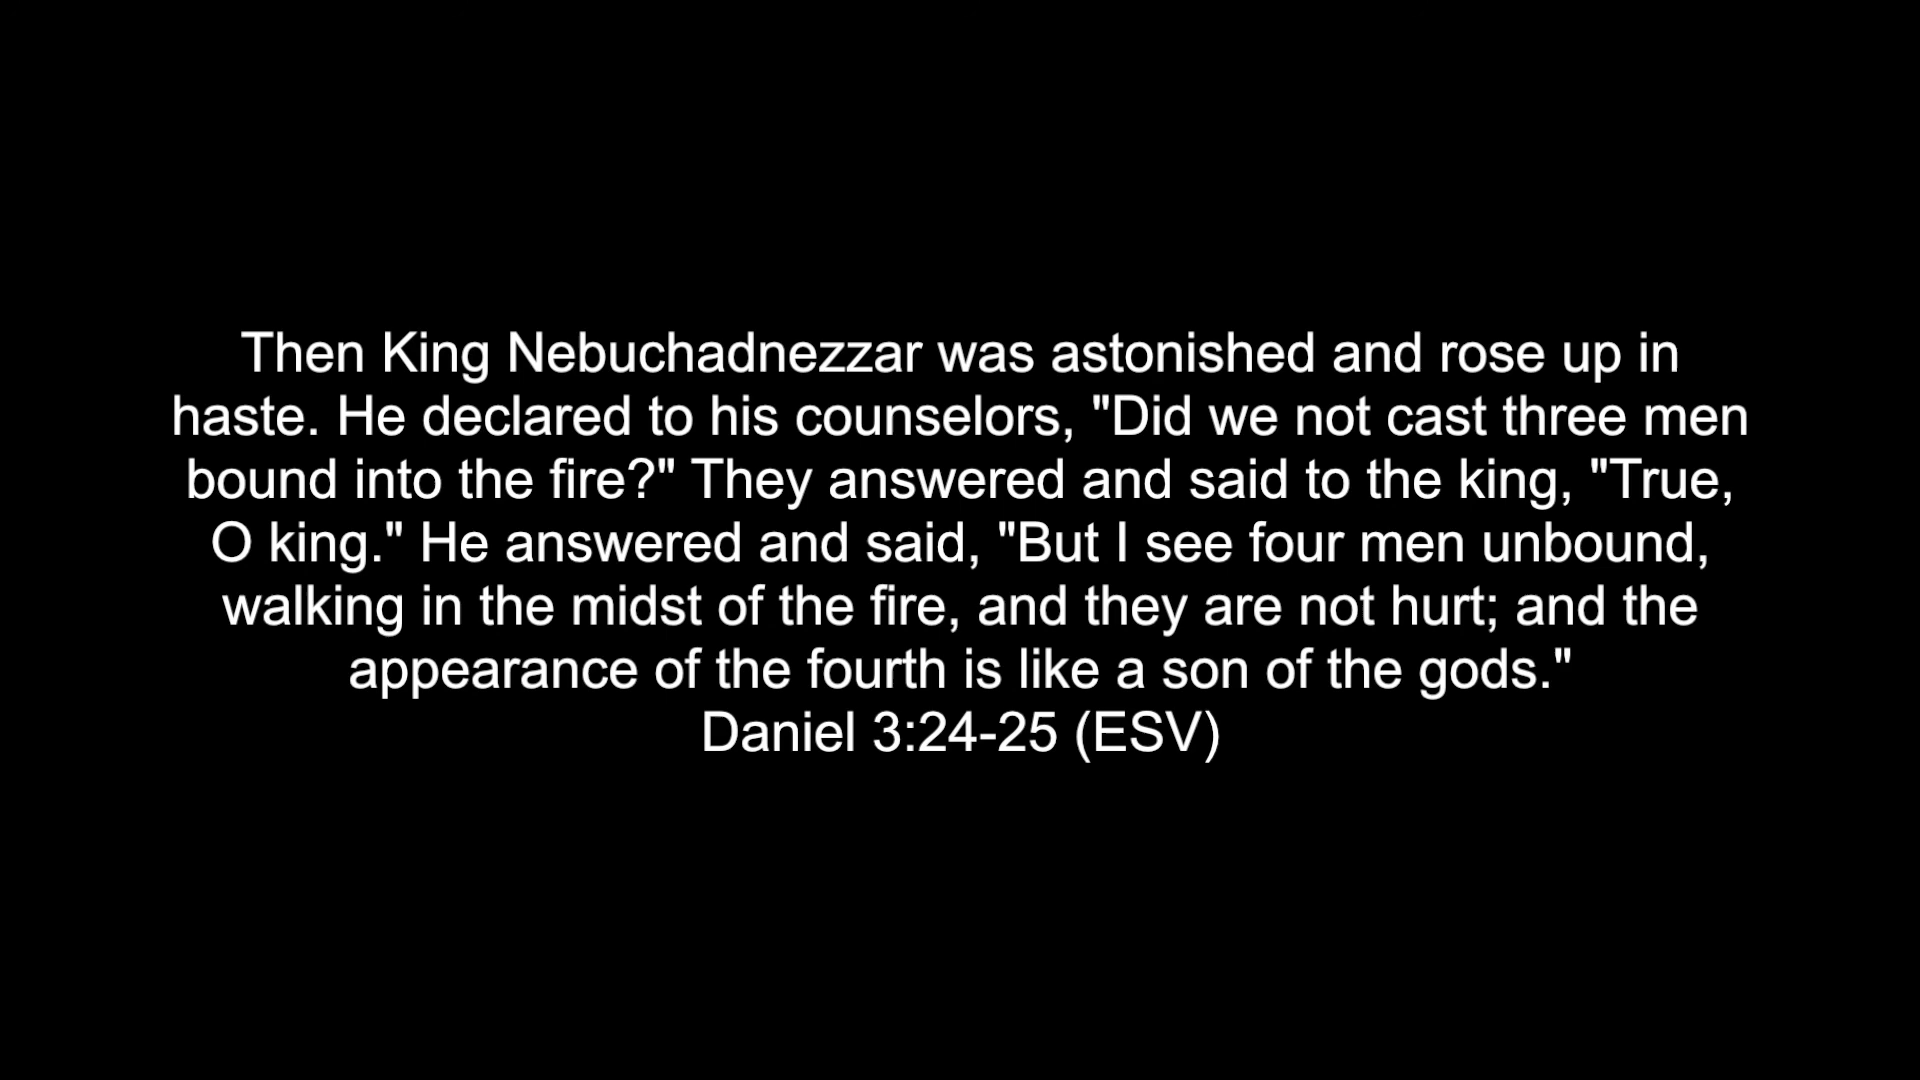 Then King Nebuchadnezzar was astonished and rose up in
haste. He declared to his counselors, "Did we not cast three men
bound into the fire?" They answered and said to the king, "True,
O king." He answered and said, "But I see four men unbound,
walking in the midst of the fire, and they are not hurt; and the
appearance of the fourth is like a son of the gods."
Daniel 3:24-25 (ESV)